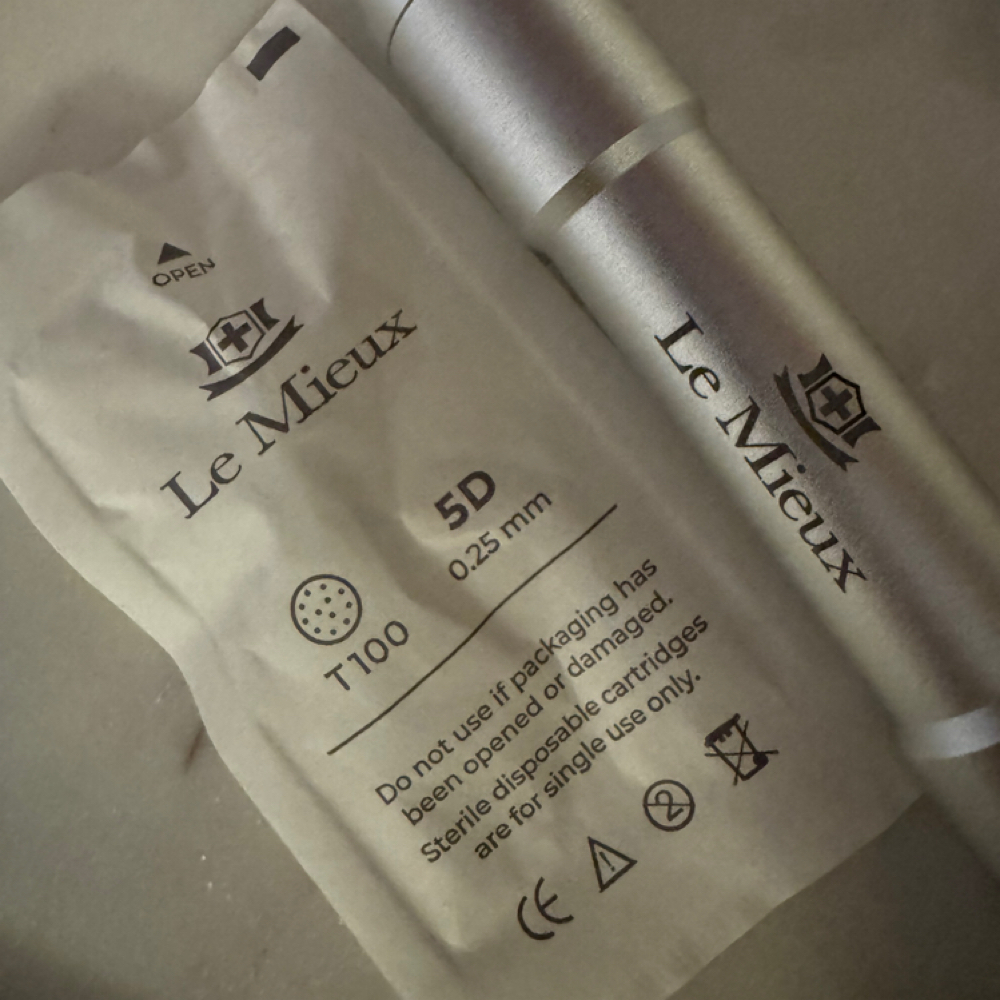 OPEN
Le Mieux
5D
0.25 mm
T100
Do not use if packaging has
been opened or damaged.
Sterile disposable cartridges
are for single use only.
CE
2
Le Mieux